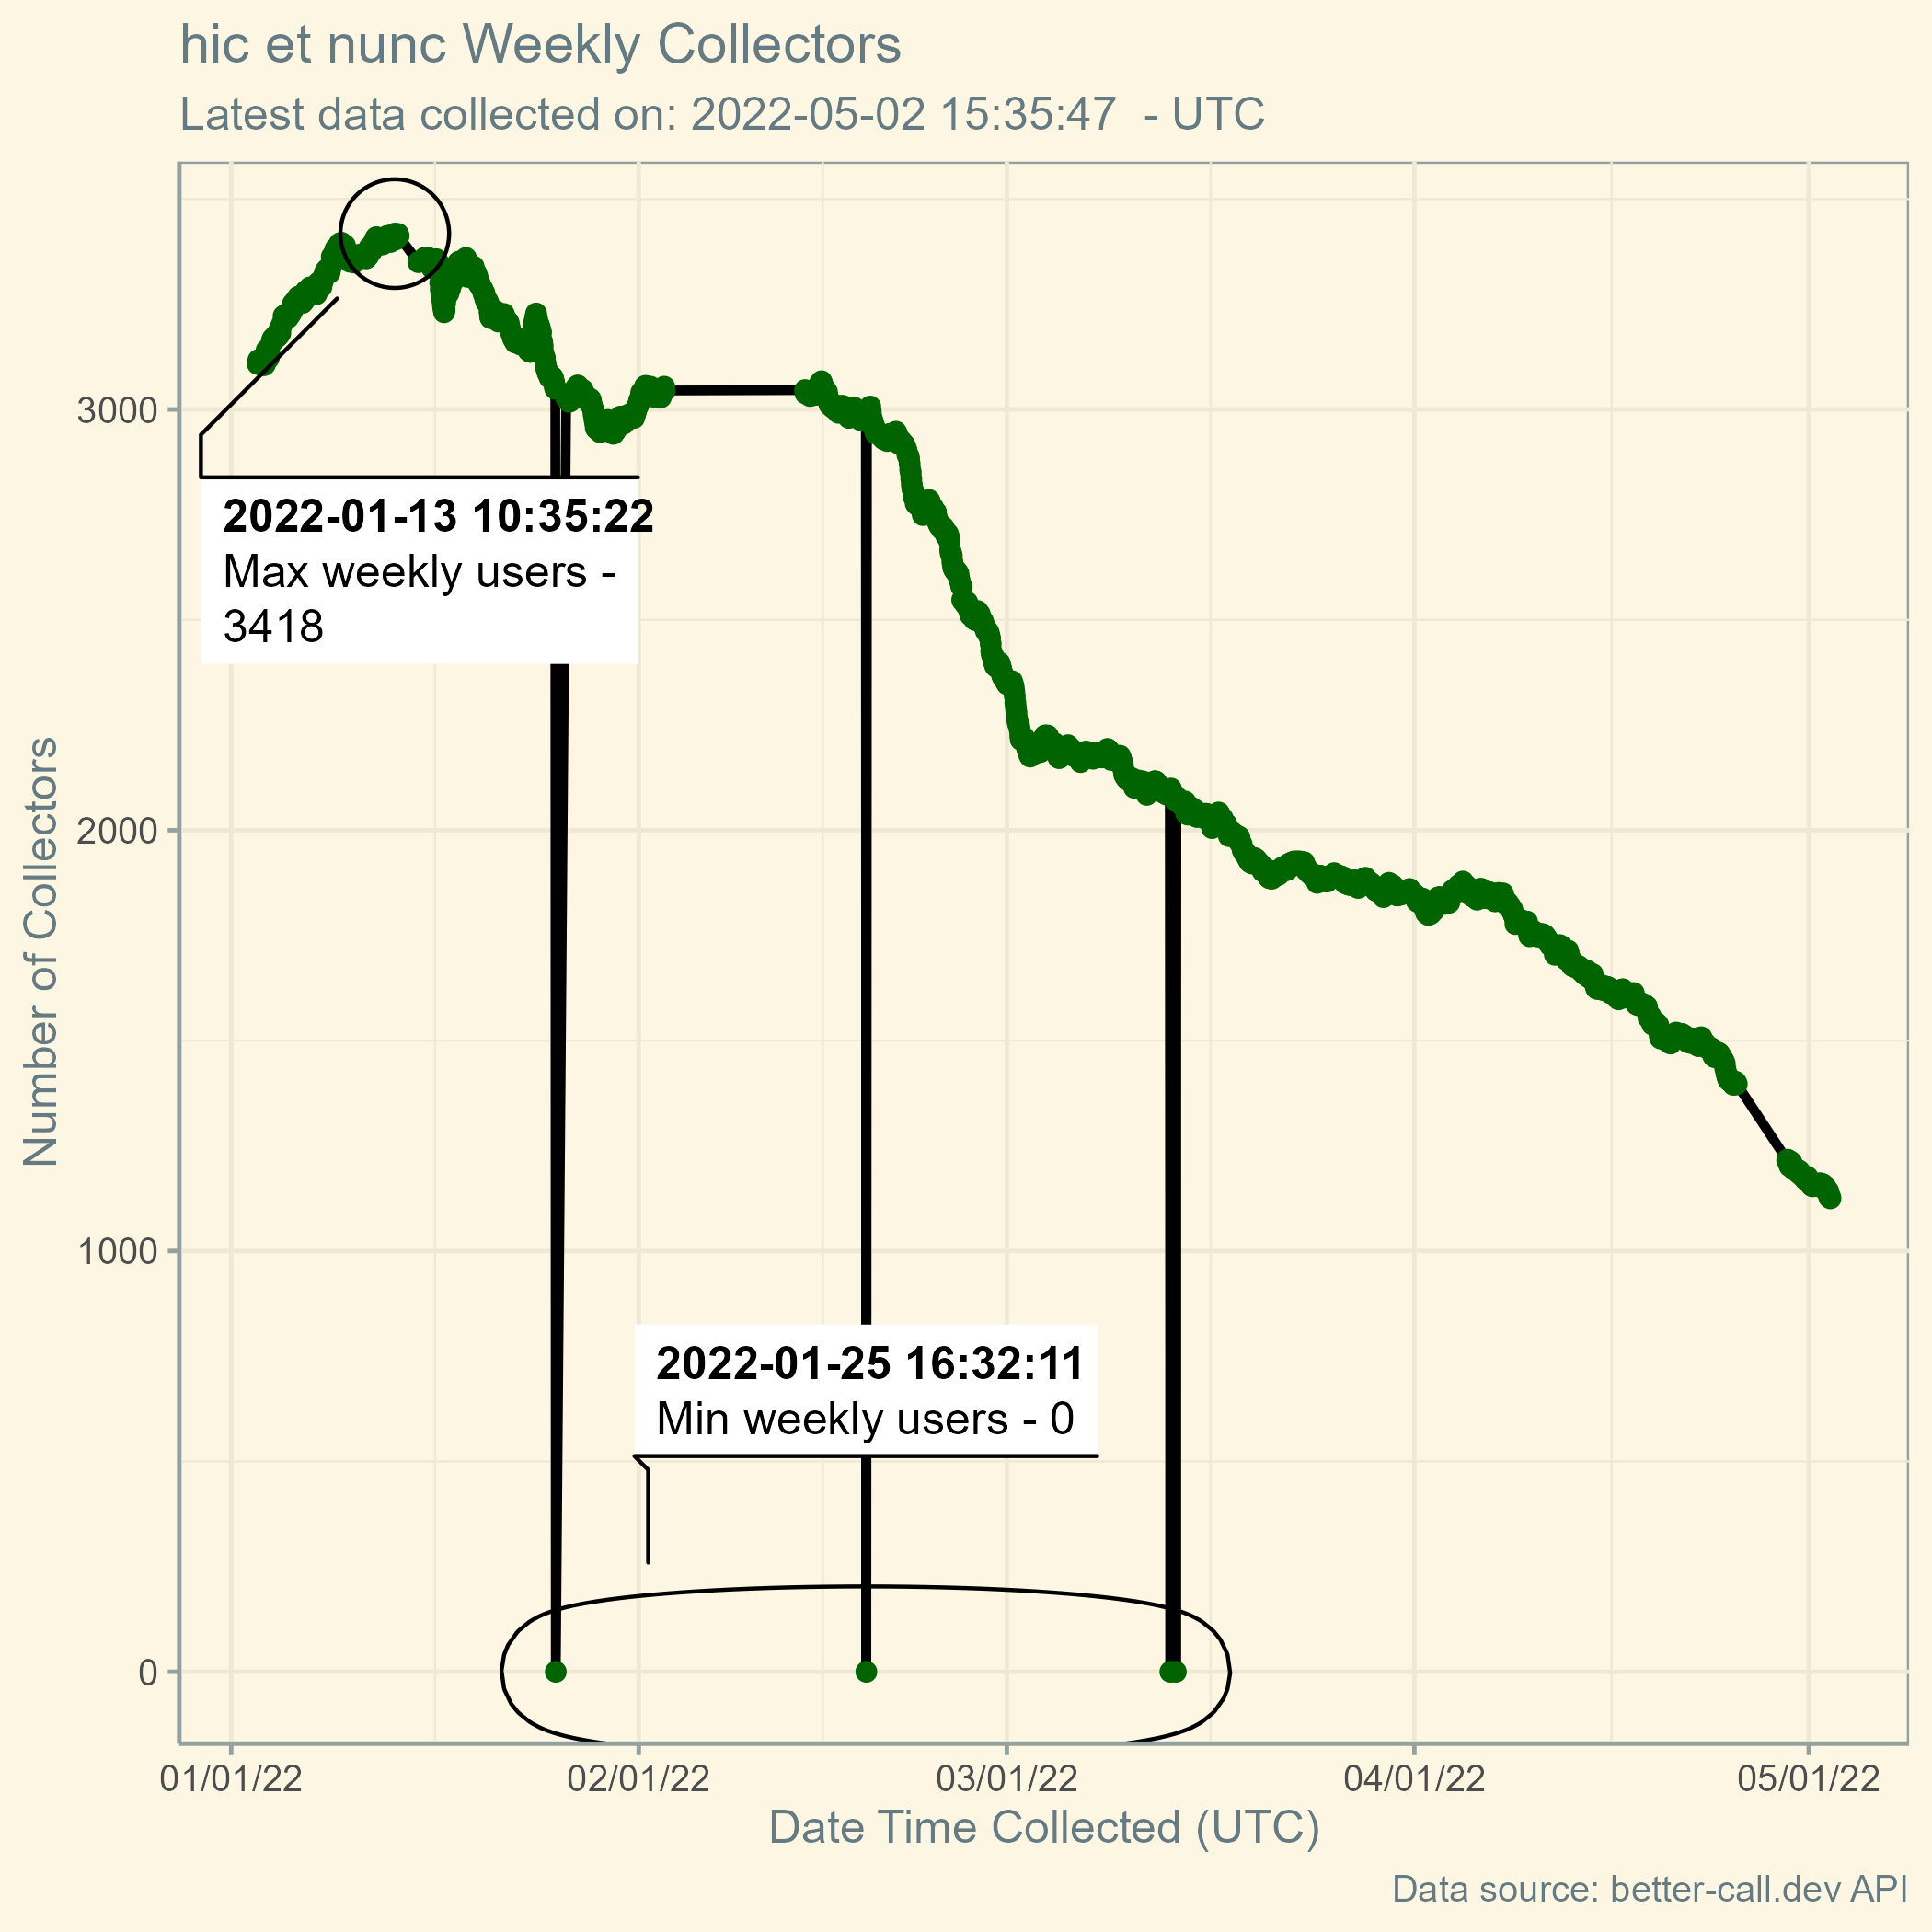 hic et nunc Weekly Collectors
Latest data collected on: 2022-05-02 15:35:47  - UTC
Number of Collectors
3000
2000
1000
0
2022-01-13 10:35:22
Max weekly users -
3418
2022-01-25 16:32:11
Min weekly users - 0
01/01/22
02/01/22
03/01/22
04/01/22
05/01/22
Date Time Collected (UTC)
Data source: better-call.dev API